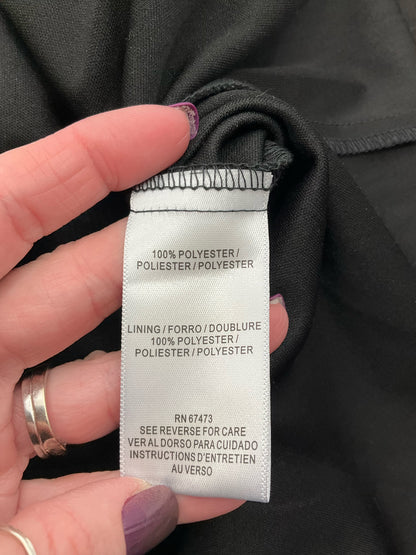 100% POLYESTER /
POLIESTER / POLYESTER
LINING / FORRO / DOUBLURE
100% POLYESTER /
POLIESTER / POLYESTER
RN 67473
SEE REVERSE FOR CARE
VER AL DORSO PARA CUIDADO
INSTRUCTIONS D'ENTRETIEN
AU VERSO